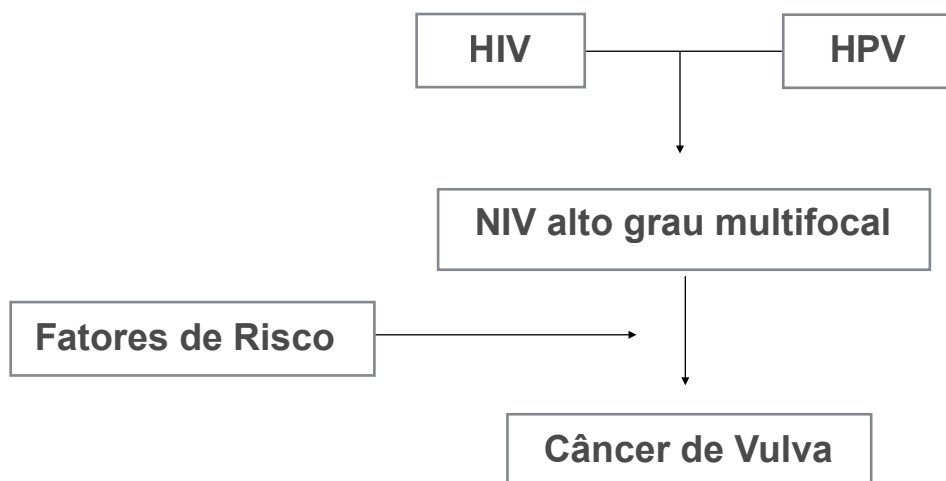 HIV
HPV
NIV alto grau multifocal
Fatores de Risco
Câncer de Vulva